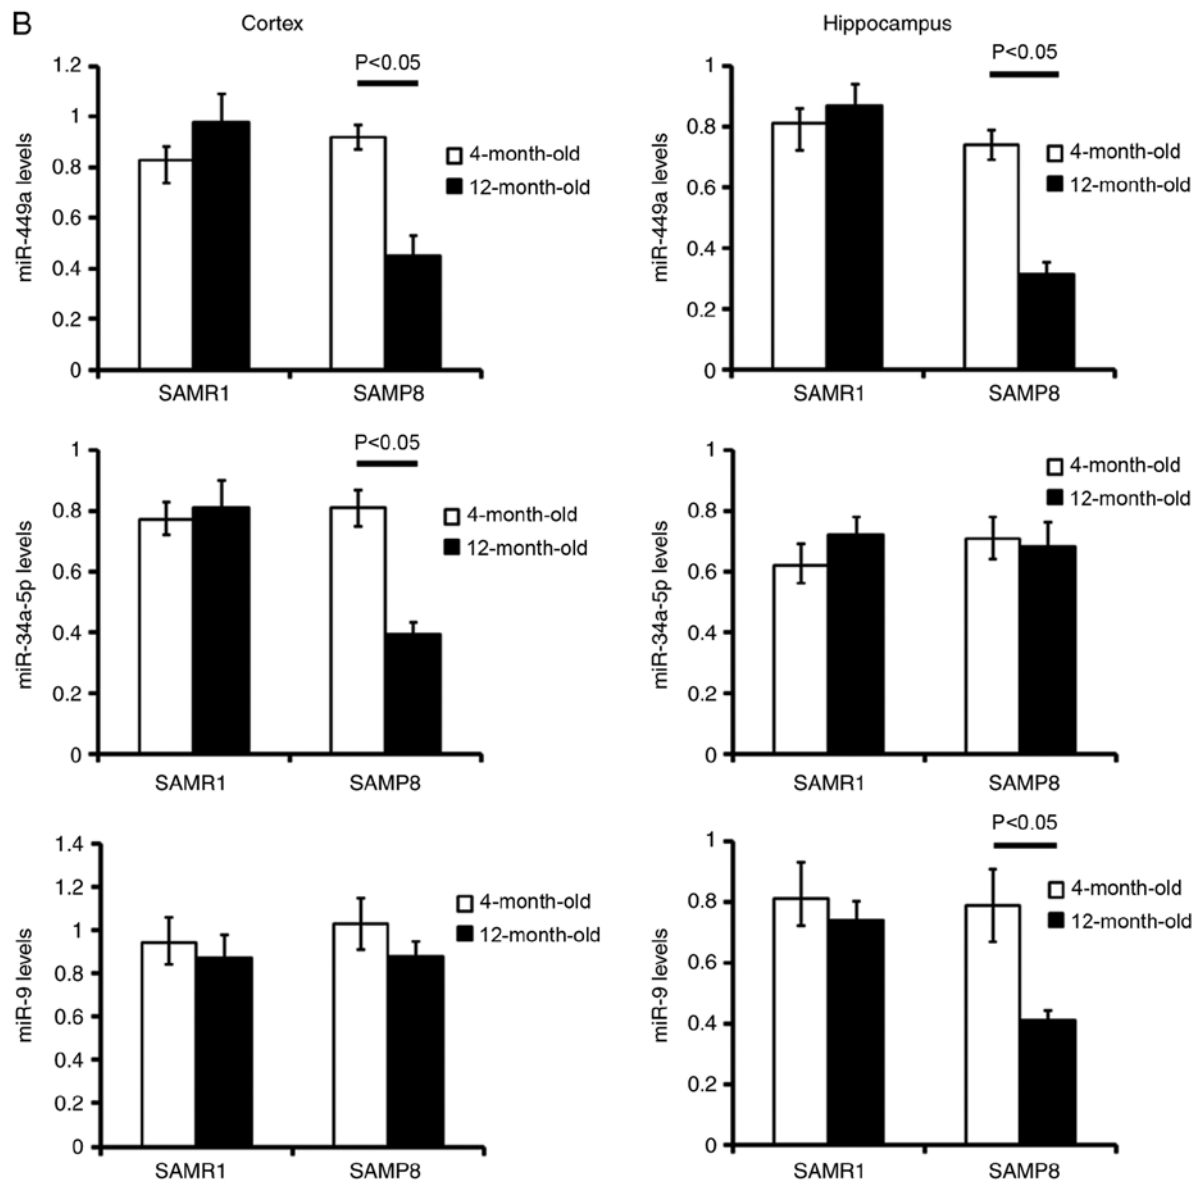 B
Cortex
Hippocampus
miR-449a levels
1.2
1
0.8
0.6
0.4
0.2
0
P<0.05
4-month-old
12-month-old
SAMR1
SAMP8
miR-449a levels
1
0.8
0.6
0.4
0.2
0
P<0.05
4-month-old
12-month-old
SAMR1
SAMP8
miR-34a-5p levels
1
0.8
0.6
0.4
0.2
0
P<0.05
4-month-old
12-month-old
SAMR1
SAMP8
miR-34a-5p levels
1
0.8
0.6
0.4
0.2
0
4-month-old
12-month-old
SAMR1
SAMP8
miR-9 levels
1.4
1.2
1
0.8
0.6
0.4
0.2
0
4-month-old
12-month-old
SAMR1
SAMP8
miR-9 levels
1
0.8
0.6
0.4
0.2
0
P<0.05
4-month-old
12-month-old
SAMR1
SAMP8